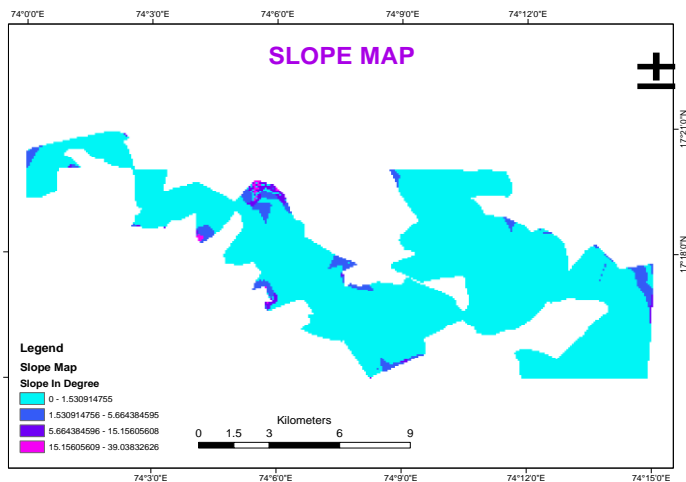 74°0'0"E 74°3'0"E 74°6'0"E 74°9'0"E 74°12'0"E
SLOPE MAP
17°21'0"N
17°18'0"N
Legend
Slope Map
Slope In Degree
0 - 1.530914755
1.530914756 - 5.664384595
5.664384596 - 15.15605608
15.15605609 - 39.03832626
Kilometers
0 1.5 3 6 9
74°3'0"E 74°6'0"E 74°9'0"E 74°12'0"E 74°15'0"E